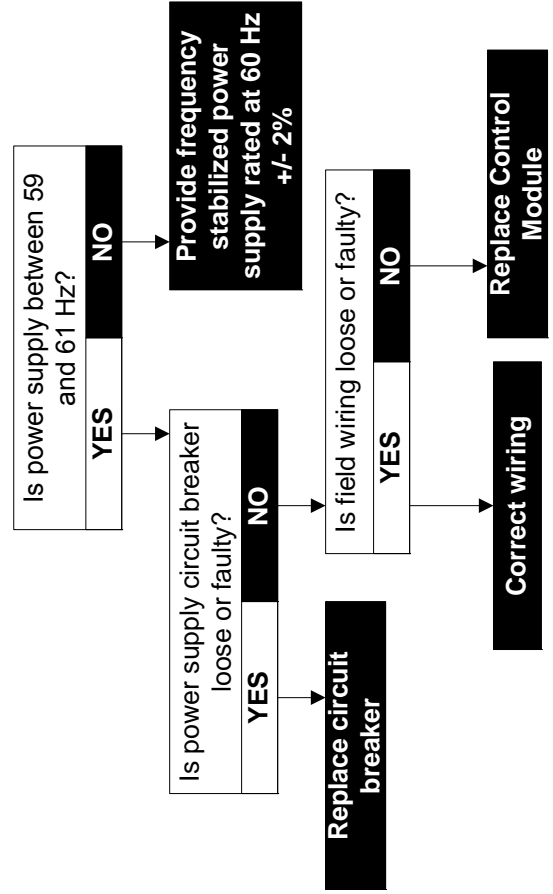 Is power supply between 59
and 61 Hz?
YES
NO
Provide frequency
stabilized power
supply rated at 60 Hz
+/- 2%
Is power supply circuit breaker
loose or faulty?
YES
NO
Replace circuit
breaker
Is field wiring loose or faulty?
YES
NO
Correct wiring
Replace Control
Module